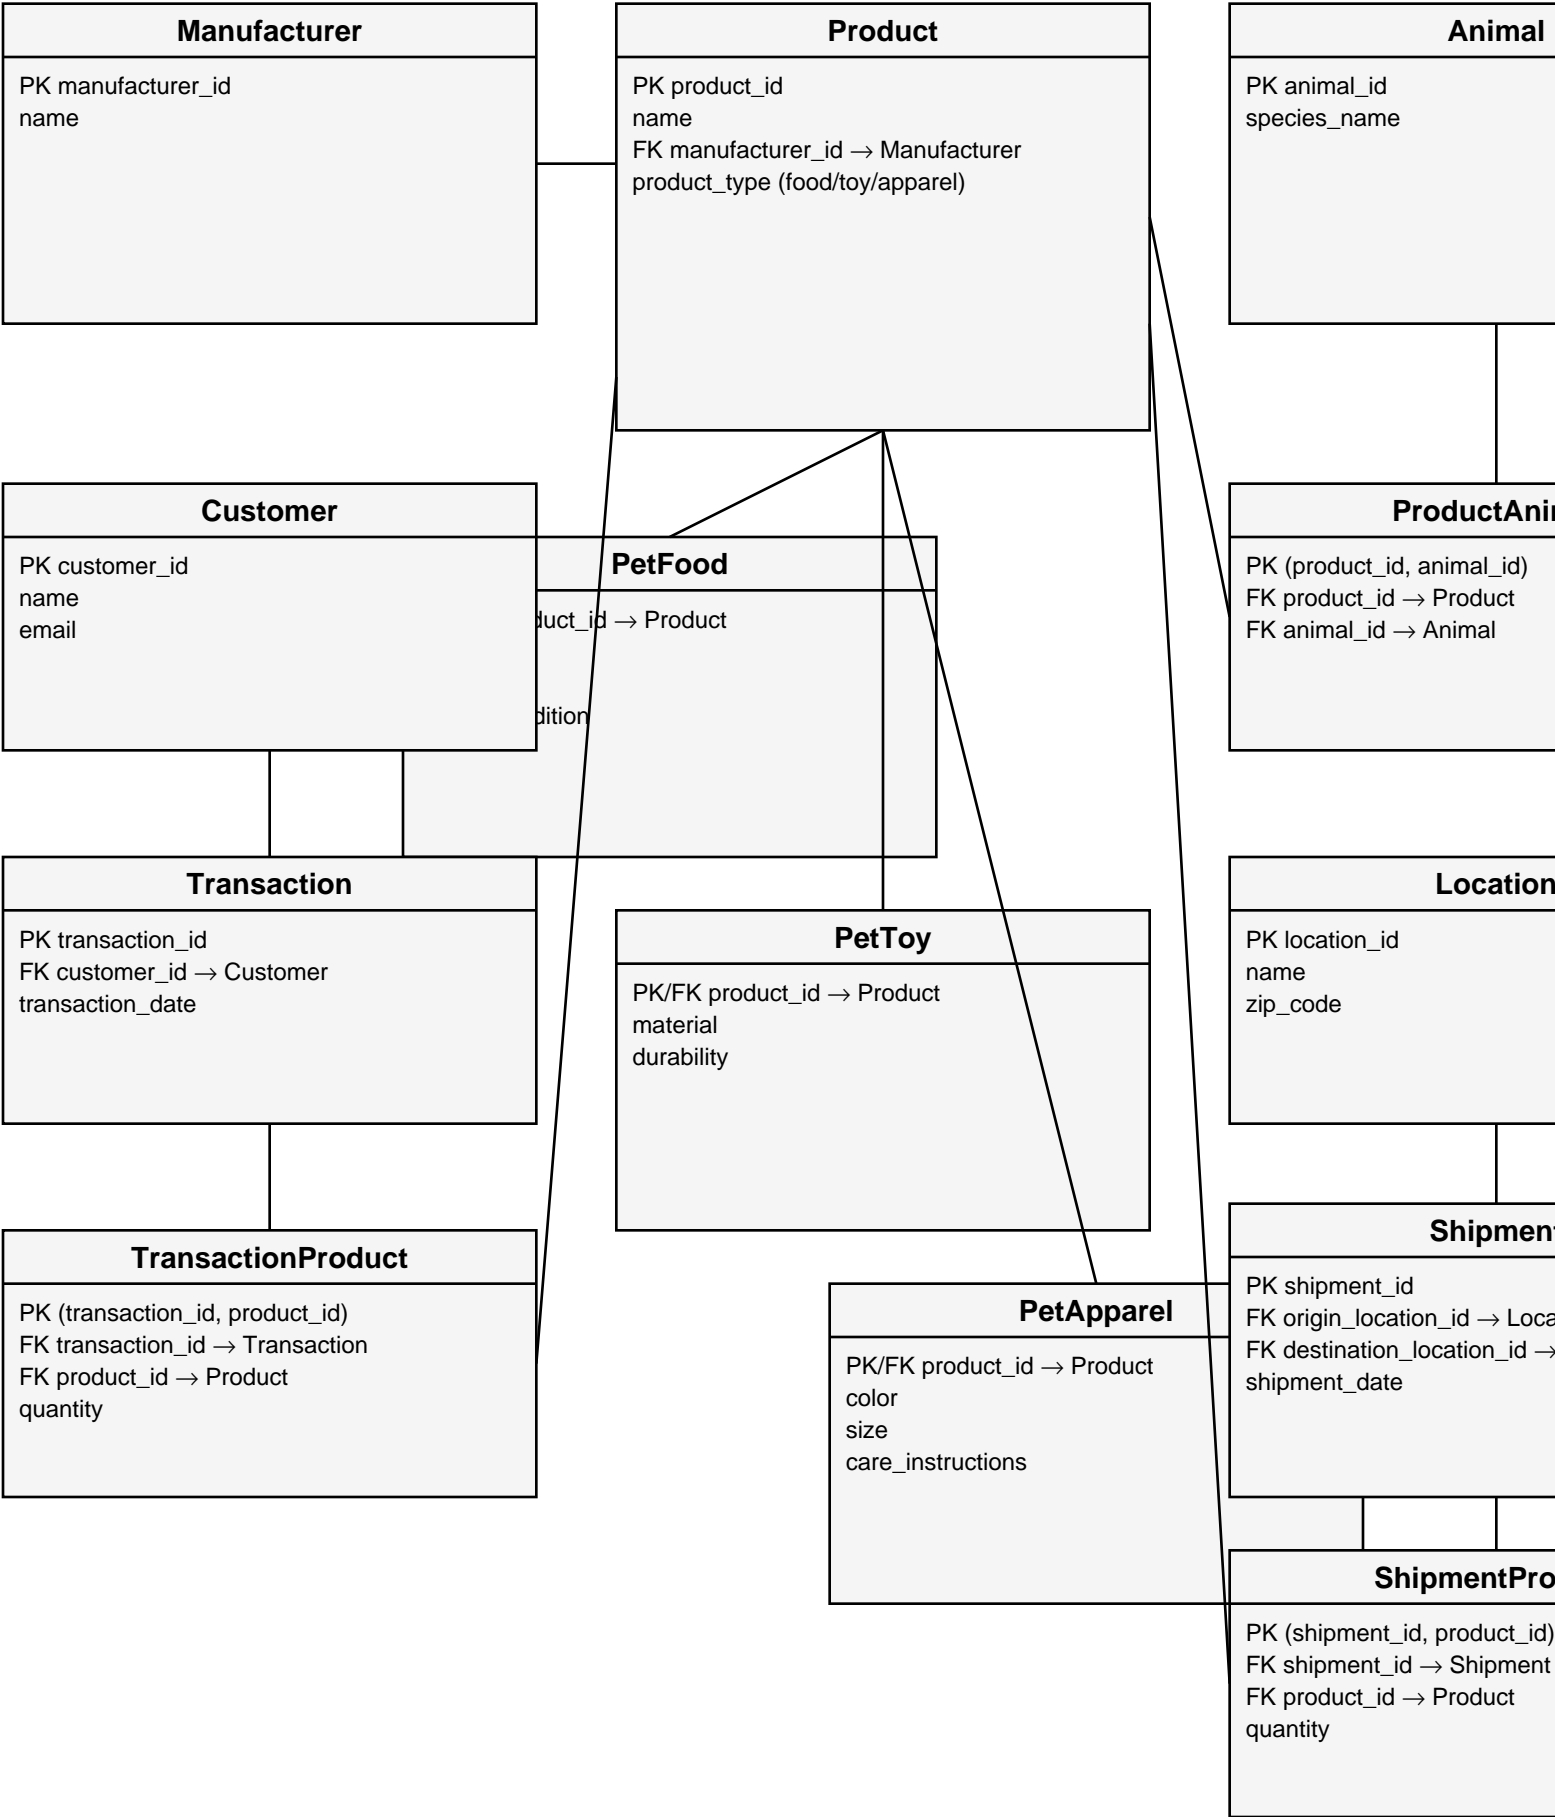 Manufacturer
PK manufacturer_id
name
Product
PK product_id
name
FK manufacturer_id → Manufacturer
product_type (food/toy/apparel)
Animal
PK animal_id
species_name
Customer
PK customer_id
name
email
PetFood
→ Product
ProductAnim
PK (product_id, animal_id)
FK product_id → Product
FK animal_id → Animal
Transaction
PK transaction_id
FK customer_id → Customer
transaction_date
PetToy
PK/FK product_id → Product
material
durability
Location
PK location_id
name
zip_code
TransactionProduct
PK (transaction_id, product_id)
FK transaction_id → Transaction
FK product_id → Product
quantity
PetApparel
PK/FK product_id → Product
color
size
care_instructions
Shipment
PK shipment_id
FK origin_location_id → Loca
FK destination_location_id →
shipment_date
ShipmentPro
PK (shipment_id, product_id)
FK shipment_id → Shipment
FK product_id → Product
quantity